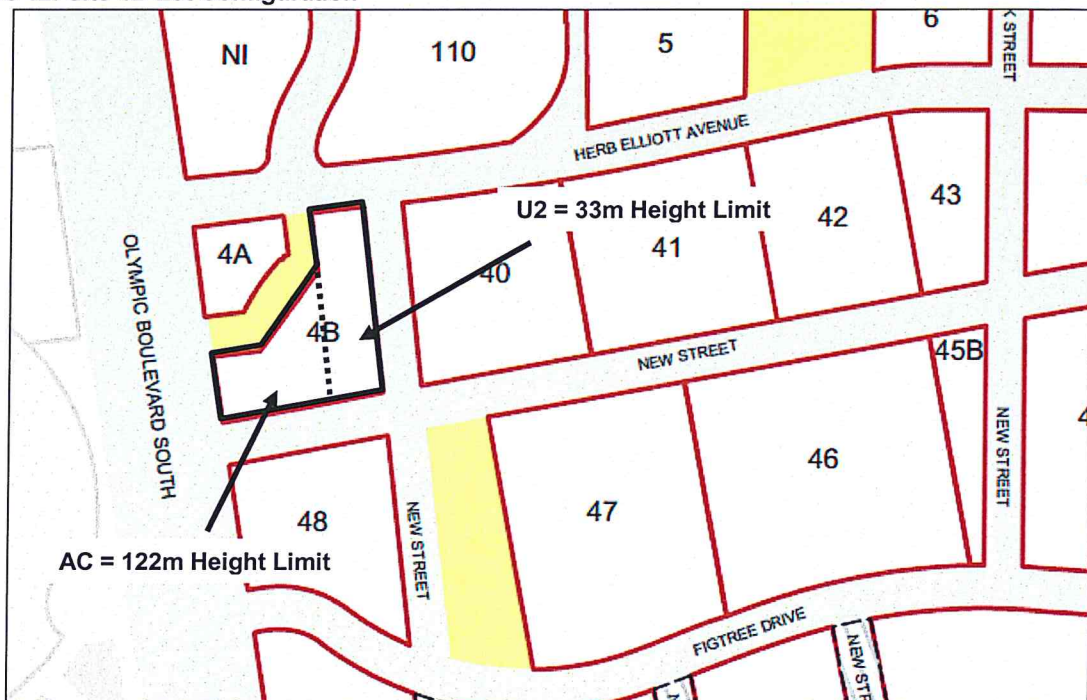 NI
110
5
6
K STREET
HERB ELLIOTT AVENUE
4A
U2 = 33m Height Limit
40
41
42
43
4B
OLYMPIC BOULEVARD SOUTH
NEW STREET
45B
48
NEW STREET
47
46
NEW STREET
4
AC = 122m Height Limit
FIGTREE DRIVE
NEW STR
N